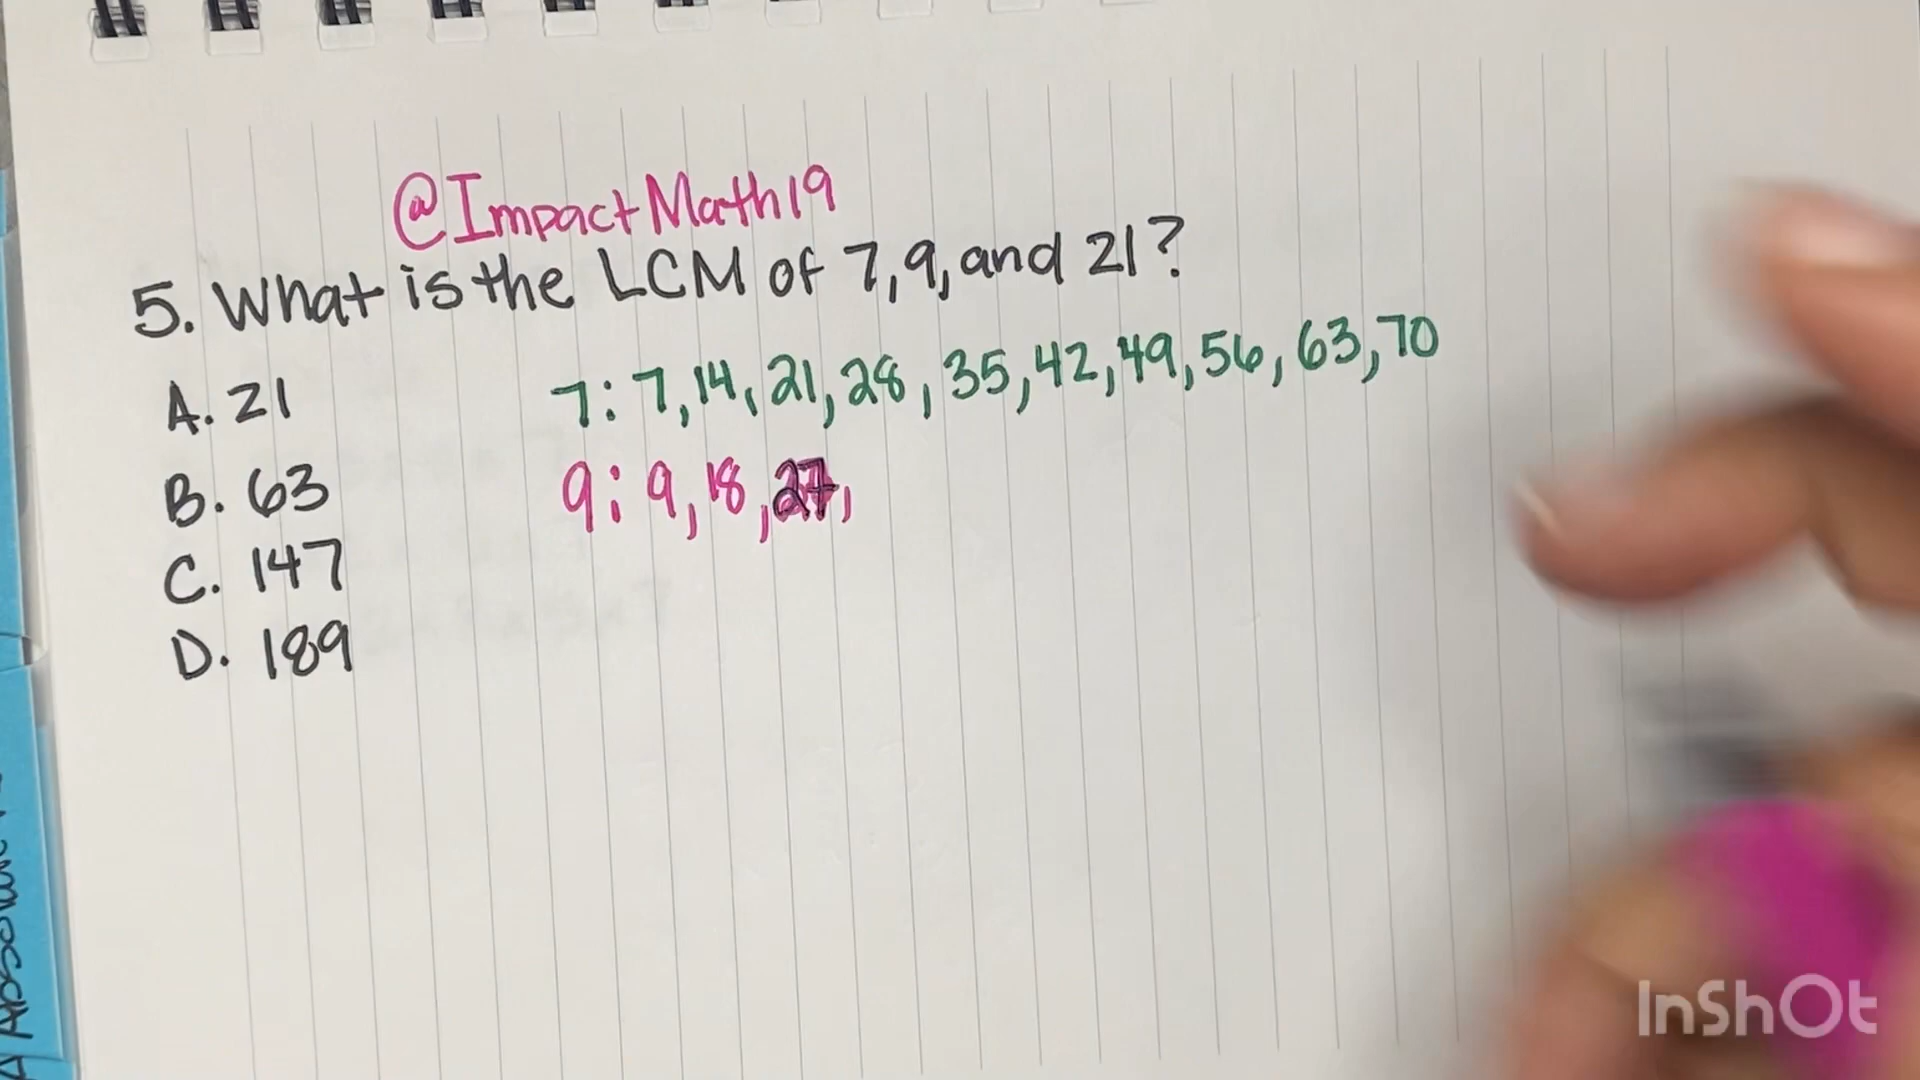 @ImpactMath19
5. What is the LCM of 7, 9, and 21?
A. 21
7: 7, 14, 21, 28, 35, 42, 49, 56, 63, 70
B. 63
9: 9, 18, 27,
C. 147
D. 189
InShOt